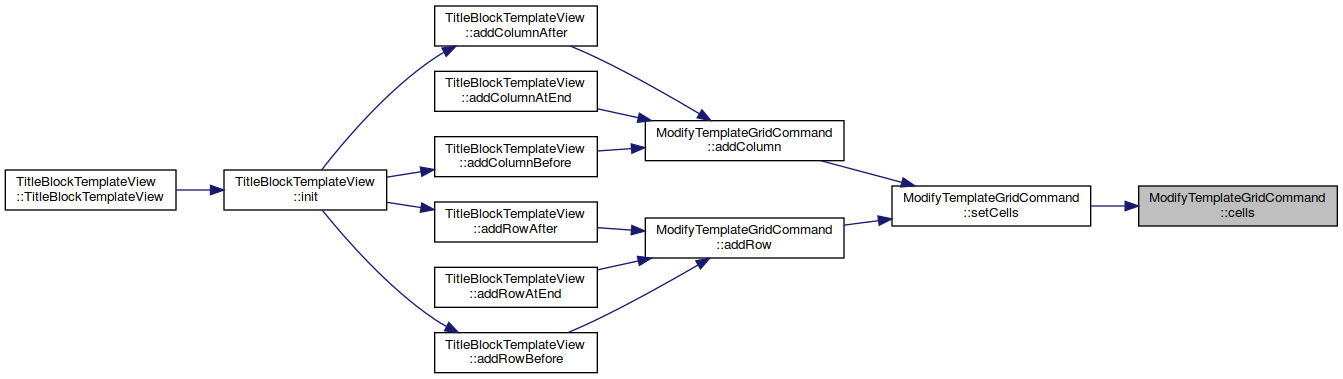 TitleBlockTemplateView
::TitleBlockTemplateView
TitleBlockTemplateView
::init
TitleBlockTemplateView
::addColumnAfter
TitleBlockTemplateView
::addColumnAtEnd
TitleBlockTemplateView
::addColumnBefore
TitleBlockTemplateView
::addRowAfter
TitleBlockTemplateView
::addRowAtEnd
TitleBlockTemplateView
::addRowBefore
ModifyTemplateGridCommand
::addColumn
ModifyTemplateGridCommand
::addRow
ModifyTemplateGridCommand
::setCells
ModifyTemplateGridCommand
::cells